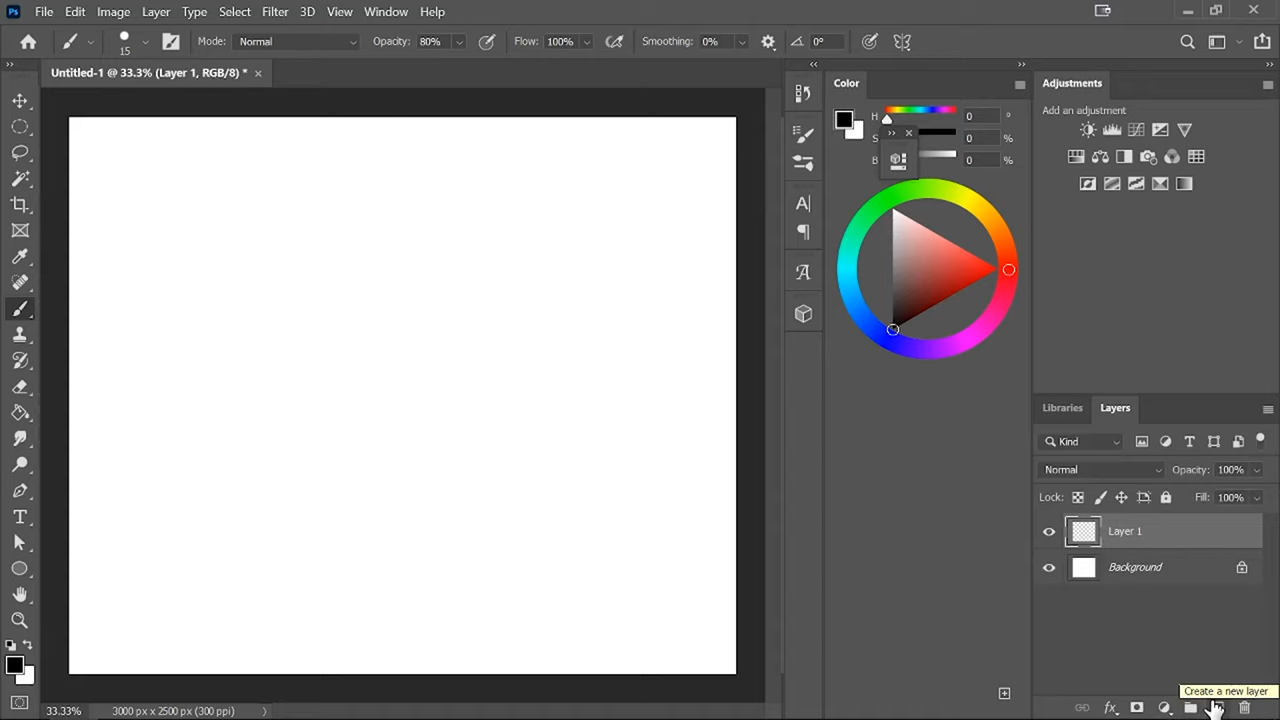 Ps File Edit Image Layer Type Select Filter 3D View Window Help
15 Mode: Normal Opacity: 80% Flow: 100% Smoothing: 0% 0°
Untitled-1 @ 33.3% (Layer 1, RGB/8) * ×
Color
H 0 °
S 0 %
B 0 %
Adjustments
Add an adjustment
Libraries Layers
Kind
Normal Opacity: 100%
Lock: Fill: 100%
Layer 1
Background
Create a new layer
fx
33.33% 3000 px x 2500 px (300 ppi)